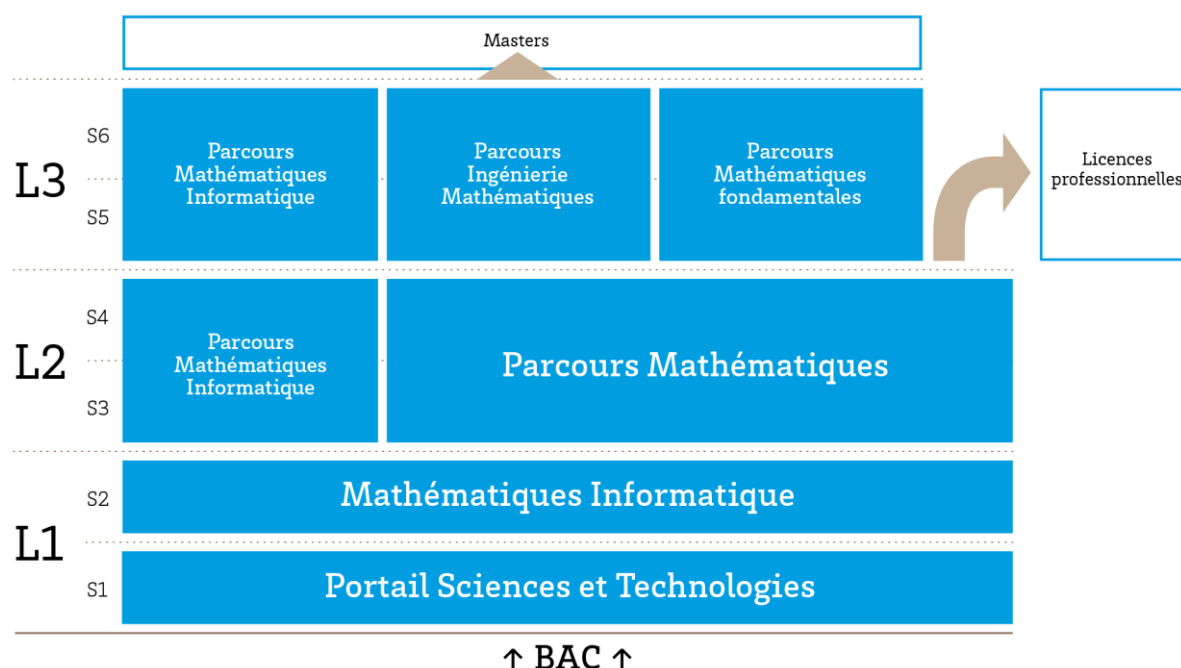 Masters
L3
S6
S5
Parcours
Mathématiques
Informatique
Parcours
Ingénierie
Mathématiques
Parcours
Mathématiques
fondamentales
Licences
professionnelles
L2
S4
S3
Parcours
Mathématiques
Informatique
Parcours Mathématiques
L1
S2
Mathématiques Informatique
S1
Portail Sciences et Technologies
↑ BAC ↑